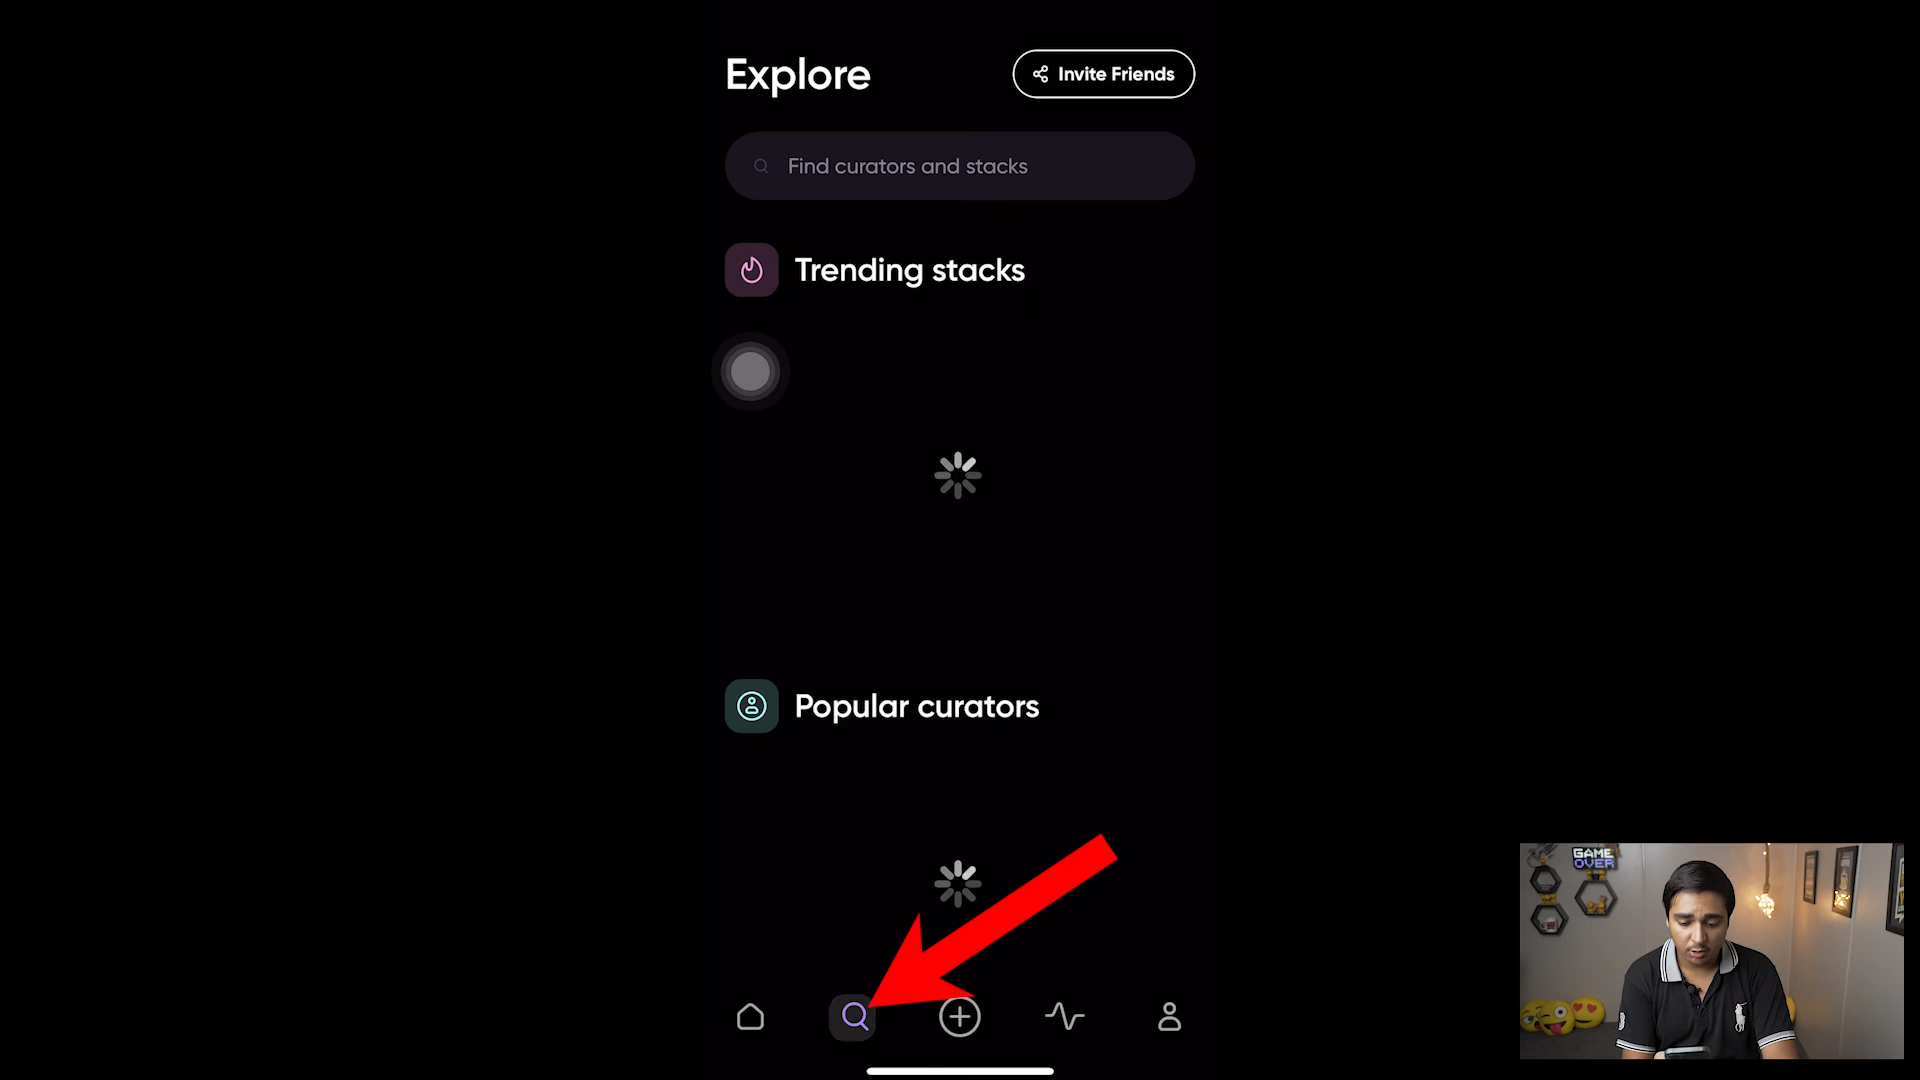 Explore
Invite Friends
Find curators and stacks
Trending stacks
Popular curators
GAME
OVER